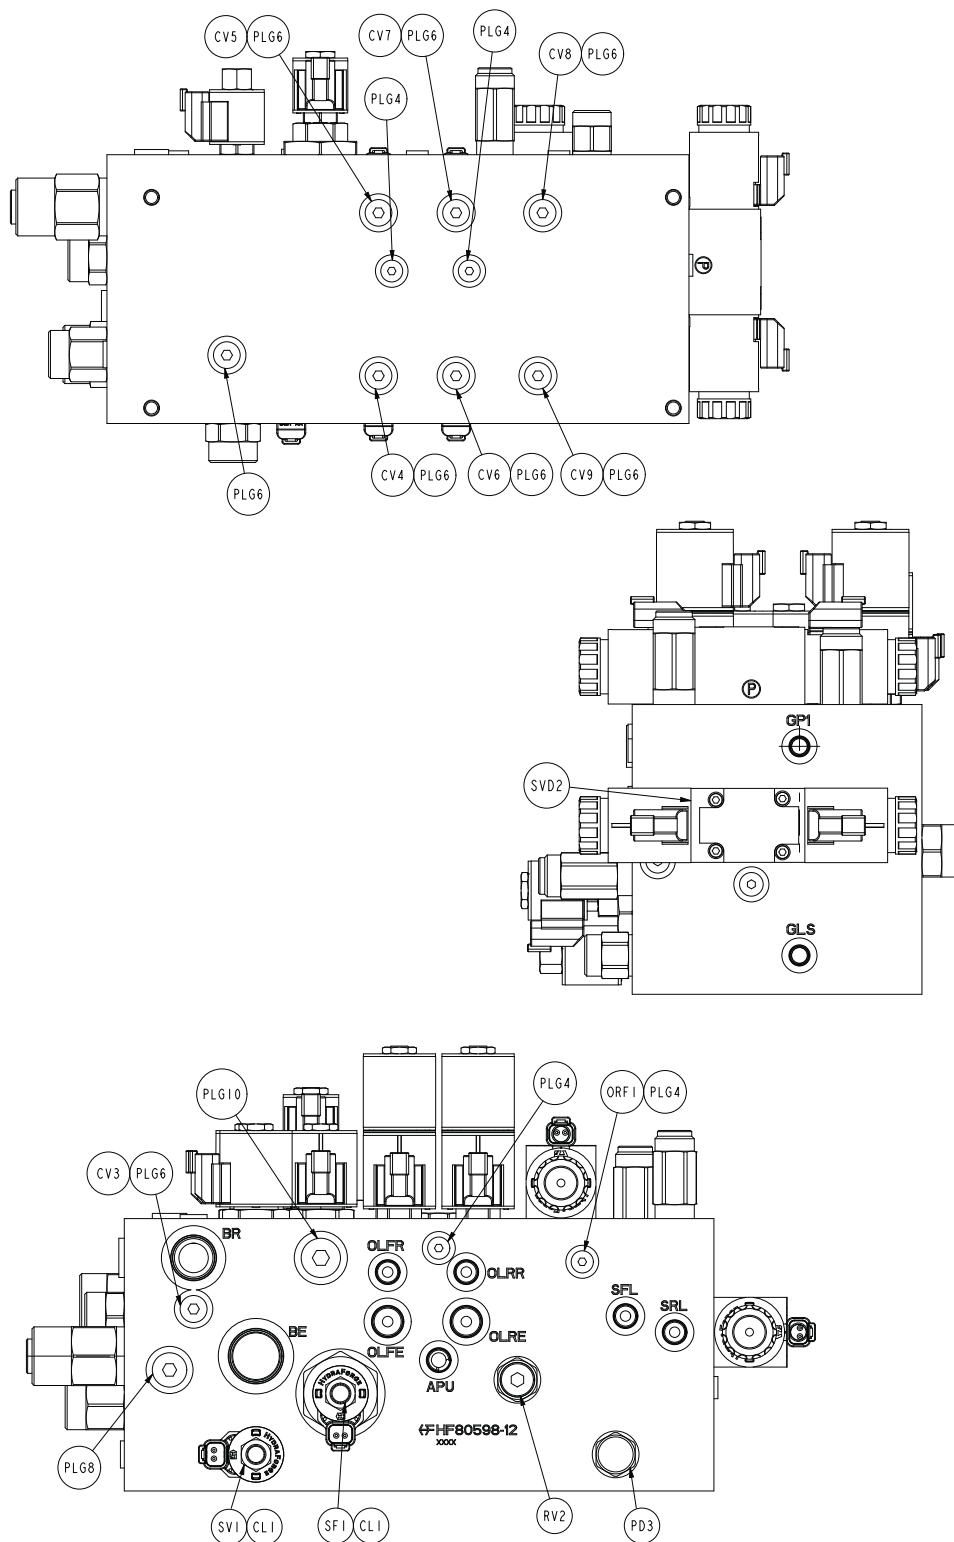 CV5 PLG6
CV7 PLG6
PLG4
CV8 PLG6
PLG4
P
CV4 PLG6
CV6 PLG6
CV9 PLG6
PLG6
P
GP1
SVD2
GLS
PLG10
PLG4
ORF1 PLG4
CV3 PLG6
BR
OLFR
OLRR
SFL
SRL
BE
OLFE
OLRE
APU
HYDRAFORCE
HF80598-12
XXXX
HYDRAFORCE
PLG8
SV1 CL1
SF1 CL1
RV2
PD3